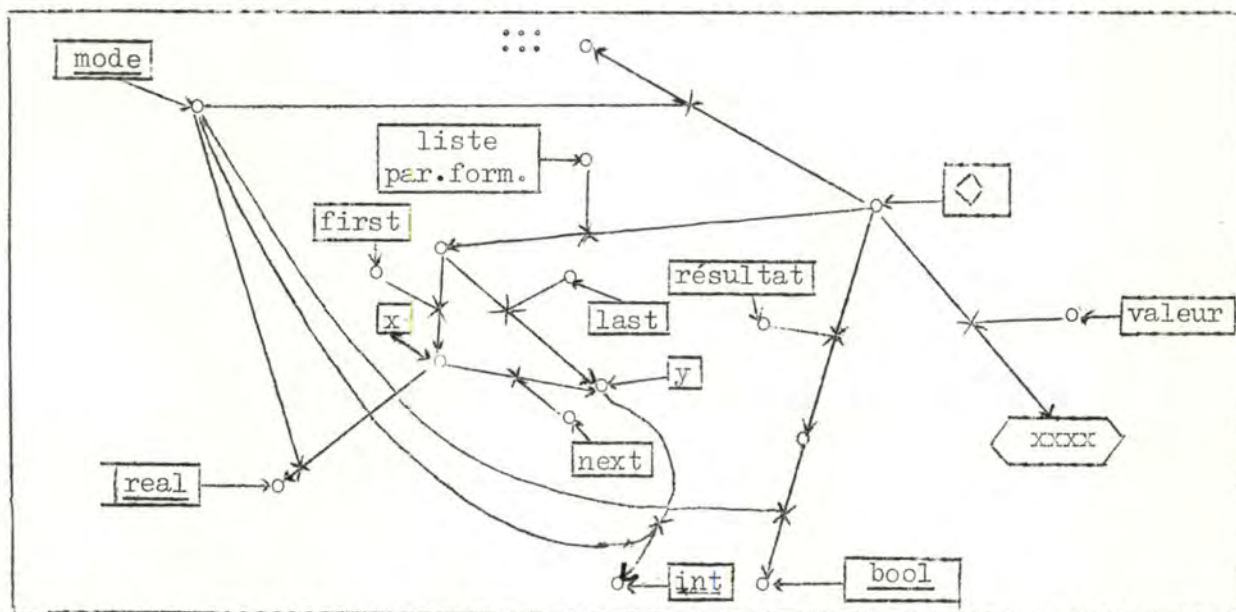 mode
liste
par.form.
first
résultat
x
last
valeur
y
xxxx
next
real
int
bool